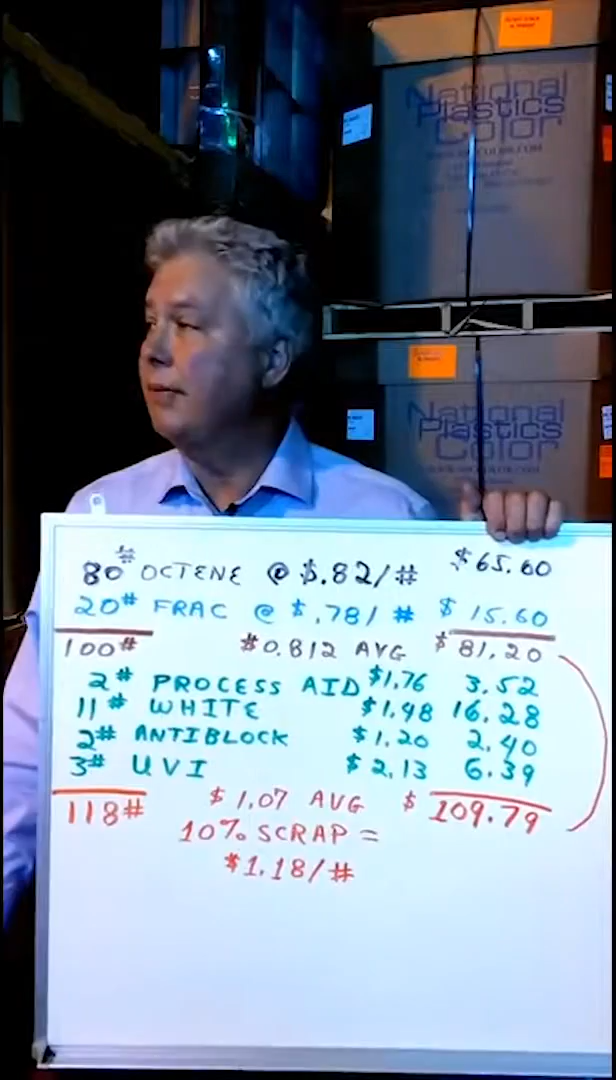 National
Plastics
Color
National
Plastics
Color
80# OCTENE @ $.82/# $65.60
20# FRAC @ $.78/# $15.60
100# $0.812 AVG $81.20
2# PROCESS AID $1.76 3.52
11# WHITE $1.48 16.28
2# ANTIBLOCK $1.20 2.40
3# UVI $2.13 6.39
118# $1.07 AVG $109.79
10% SCRAP =
$1.18/#